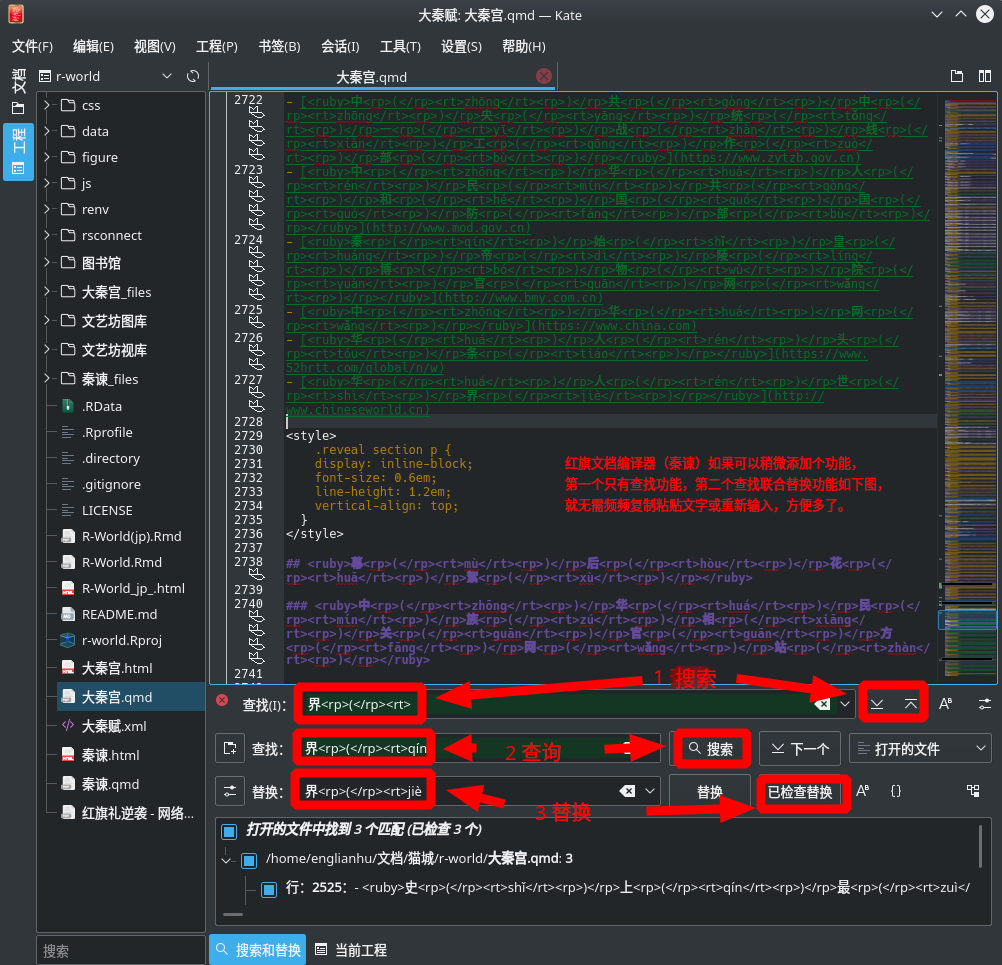 大秦赋: 大秦宫.qmd — Kate
文件(F) 编辑(E) 视图(V) 工程(P) 书签(B) 会话(I) 工具(T) 设置(S) 帮助(H)
文档
工程
r-world
大秦宫.qmd
css
data
figure
js
renv
rsconnect
图书馆
大秦宫_files
文艺坊图库
文艺坊视库
秦谏_files
.RData
.Rprofile
.directory
.gitignore
LICENSE
R-World(jp).Rmd
R-World.Rmd
R-World_jp_.html
README.md
r-world.Rproj
大秦宫.html
大秦宫.qmd
大秦赋.xml
秦谏.html
秦谏.qmd
红旗礼逆袭 - 网络...
搜索
2722 - [<ruby>中<rp>(</rp><rt>zhōng</rt><rp>)</rp>共<rp>(</rp><rt>gòng</rt><rp>)</rp>中<rp>(</
rp><rt>zhōng</rt><rp>)</rp>央<rp>(</rp><rt>yāng</rt><rp>)</rp>统<rp>(</rp><rt>tǒng</
rt><rp>)</rp>一<rp>(</rp><rt>yī</rt><rp>)</rp>战<rp>(</rp><rt>zhàn</rt><rp>)</rp>线<rp>(</
rp><rt>xiàn</rt><rp>)</rp>工<rp>(</rp><rt>gōng</rt><rp>)</rp>作<rp>(</rp><rt>zuò</
rt><rp>)</rp>部<rp>(</rp><rt>bù</rt><rp>)</rp></ruby>](https://www.zytzb.gov.cn)
2723 - [<ruby>中<rp>(</rp><rt>zhōng</rt><rp>)</rp>华<rp>(</rp><rt>huá</rt><rp>)</rp>人<rp>(</
rp><rt>rén</rt><rp>)</rp>民<rp>(</rp><rt>mín</rt><rp>)</rp>共<rp>(</rp><rt>gòng</
rt><rp>)</rp>和<rp>(</rp><rt>hé</rt><rp>)</rp>国<rp>(</rp><rt>guó</rt><rp>)</rp>国<rp>(</
rp><rt>guó</rt><rp>)</rp>防<rp>(</rp><rt>fáng</rt><rp>)</rp>部<rp>(</rp><rt>bù</rt><rp>)</
rp></ruby>](http://www.mod.gov.cn)
2724 - [<ruby>秦<rp>(</rp><rt>qín</rt><rp>)</rp>始<rp>(</rp><rt>shǐ</rt><rp>)</rp>皇<rp>(</
rp><rt>huáng</rt><rp>)</rp>帝<rp>(</rp><rt>dì</rt><rp>)</rp>陵<rp>(</rp><rt>líng</
rt><rp>)</rp>博<rp>(</rp><rt>bó</rt><rp>)</rp>物<rp>(</rp><rt>wù</rt><rp>)</rp>院<rp>(</
rp><rt>yuàn</rt><rp>)</rp>官<rp>(</rp><rt>guān</rt><rp>)</rp>网<rp>(</rp><rt>wǎng</
rt><rp>)</rp></ruby>](http://www.bmy.com.cn)
2725 - [<ruby>中<rp>(</rp><rt>zhōng</rt><rp>)</rp>华<rp>(</rp><rt>huá</rt><rp>)</rp>网<rp>(</
rp><rt>wǎng</rt><rp>)</rp></ruby>](https://www.china.com)
2726 - [<ruby>华<rp>(</rp><rt>huá</rt><rp>)</rp>人<rp>(</rp><rt>rén</rt><rp>)</rp>头<rp>(</
rp><rt>tóu</rt><rp>)</rp>条<rp>(</rp><rt>tiáo</rt><rp>)</rp></ruby>](https://www.
52hrtt.com/global/n/w)
2727 - [<ruby>华<rp>(</rp><rt>huá</rt><rp>)</rp>人<rp>(</rp><rt>rén</rt><rp>)</rp>世<rp>(</
rp><rt>shì</rt><rp>)</rp>界<rp>(</rp><rt>jiè</rt><rp>)</rp></ruby>](http://
www.chineseworld.cn)
2728
2729 <style>
2730 .reveal section p {
2731 display: inline-block;
2732 font-size: 0.6em;
2733 line-height: 1.2em;
2734 vertical-align: top;
2735 }
2736 </style>
2737
红旗文档编译器（秦谏）如果可以稍微添加个功能，
第一个只有查找功能，第二个查找联合替换功能如下图，
就无需频频复制粘贴文字或重新输入，方便多了。
2738 ## <ruby>幕<rp>(</rp><rt>mù</rt><rp>)</rp>后<rp>(</rp><rt>hòu</rt><rp>)</rp>花<rp>(</
rp><rt>huā</rt><rp>)</rp>絮<rp>(</rp><rt>xù</rt><rp>)</rp></ruby>
2739
2740 ### <ruby>中<rp>(</rp><rt>zhōng</rt><rp>)</rp>华<rp>(</rp><rt>huá</rt><rp>)</rp>民<rp>(</
rp><rt>mín</rt><rp>)</rp>族<rp>(</rp><rt>zú</rt><rp>)</rp>相<rp>(</rp><rt>xiāng</
rt><rp>)</rp>关<rp>(</rp><rt>guān</rt><rp>)</rp>官<rp>(</rp><rt>guān</rt><rp>)</rp>方
<rp>(</rp><rt>fāng</rt><rp>)</rp>网<rp>(</rp><rt>wǎng</rt><rp>)</rp>站<rp>(</rp><rt>zhàn</
rt><rp>)</rp></ruby>
2741
1 搜索
查找(I): 界<rp>(</rp><rt>
查找: 界<rp>(</rp><rt>qín
2 查询
搜索 下一个 打开的文件
替换: 界<rp>(</rp><rt>jiè
3 替换
替换 已检查替换 {}
打开的文件中找到 3 个匹配 (已检查 3 个)
/home/englianhu/文档/猫城/r-world/大秦宫.qmd: 3
行：2525：- <ruby>史<rp>(</rp><rt>shǐ</rt><rp>)</rp>上<rp>(</rp><rt>qín</rt><rp>)</rp>最<rp>(</rp><rt>zuì</
搜索和替换 当前工程